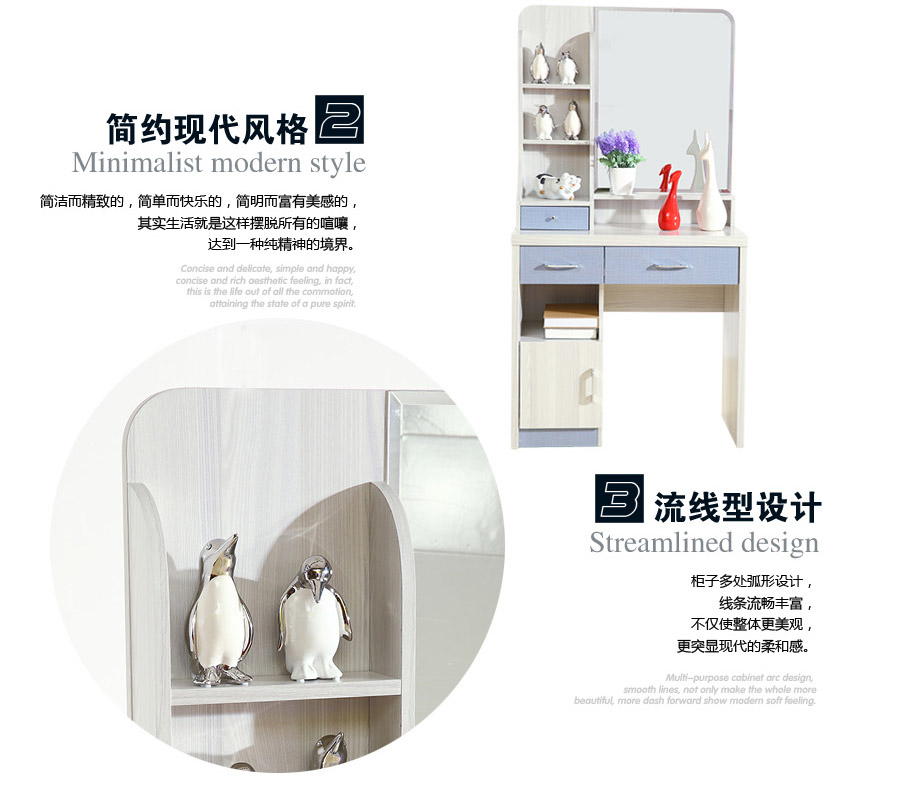 简约现代风格 2
Minimalist modern style
简洁而精致的，简单而快乐的，简明而富有美感的，
其实生活就是这样摆脱所有的喧嚷，
达到一种纯精神的境界。
Concise and delicate, simple and happy,
concise and rich aesthetic feeling, in fact,
this is the life out of all the commotion,
attaining the state of a pure spirit.
3 流线型设计
Streamlined design
柜子多处弧形设计，
线条流畅丰富，
不仅使整体更美观，
更突显现代的柔和感。
Multi-purpose cabinet arc design,
smooth lines, not only make the whole more
beautiful, more dash forward show modern soft feeling.